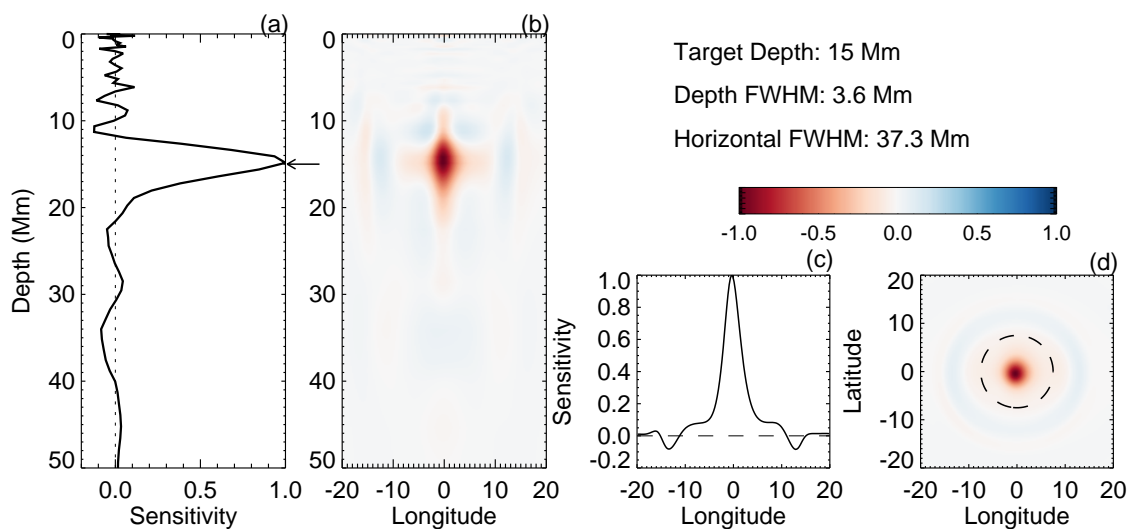 (a)
(b)
0
10
20
30
40
50
Depth (Mm)
0.0 0.5 1.0
Sensitivity
0
10
20
30
40
50
-20 -10 0 10 20
Longitude
Target Depth: 15 Mm
Depth FWHM: 3.6 Mm
Horizontal FWHM: 37.3 Mm
-1.0 -0.5 0.0 0.5 1.0
(c)
1.0
0.8
0.6
0.4
0.2
0.0
-0.2
Sensitivity
-20 -10 0 10 20
Longitude
(d)
20
10
0
-10
-20
Latitude
-20 -10 0 10 20
Longitude